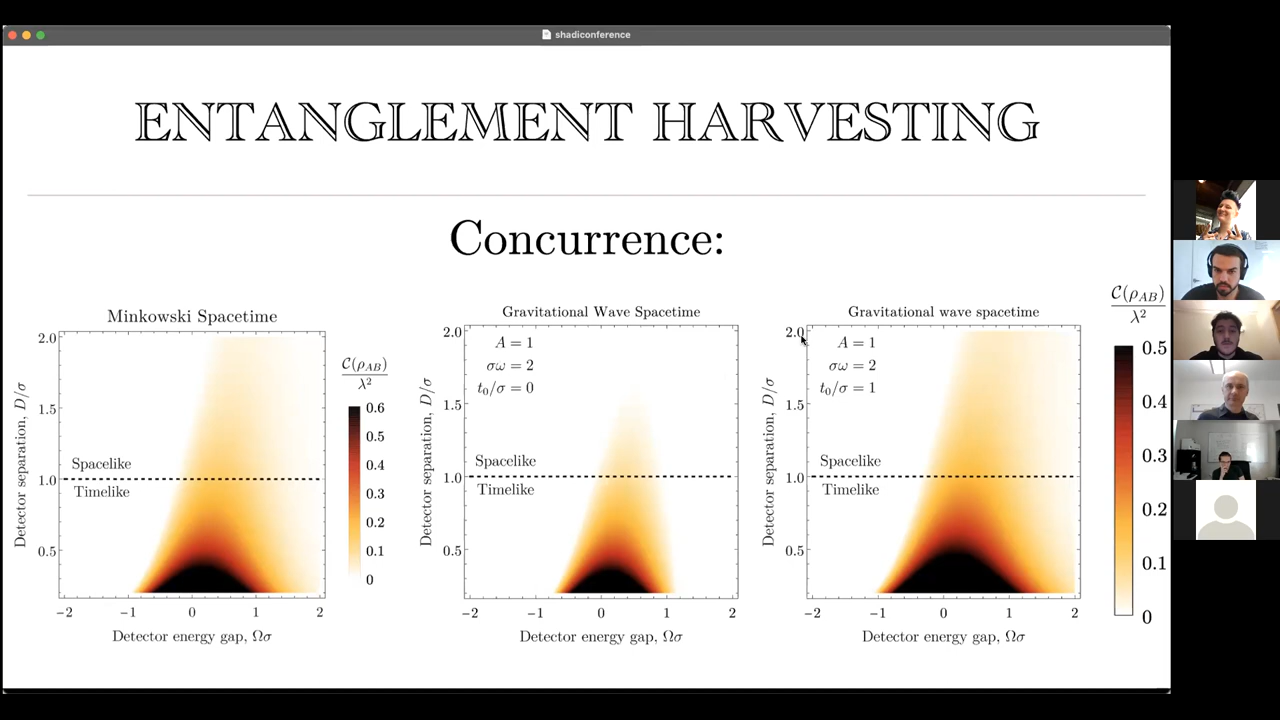 shadiconference
ENTANGLEMENT HARVESTING
Concurrence:
Minkowski Spacetime
2.0
1.5
1.0
0.5
Detector separation, D/σ
Spacelike
Timelike
−2 −1 0 1 2
Detector energy gap, Ωσ
C(ρ_AB)
λ²
0.6
0.5
0.4
0.3
0.2
0.1
0
Gravitational Wave Spacetime
A = 1
σω = 2
t₀/σ = 0
2.0
1.5
1.0
0.5
Detector separation, D/σ
Spacelike
Timelike
−2 −1 0 1 2
Detector energy gap, Ωσ
Gravitational wave spacetime
A = 1
σω = 2
t₀/σ = 1
2.0
1.5
1.0
0.5
Detector separation, D/σ
Spacelike
Timelike
−2 −1 0 1 2
Detector energy gap, Ωσ
C(ρ_AB)
λ²
0.5
0.4
0.3
0.2
0.1
0